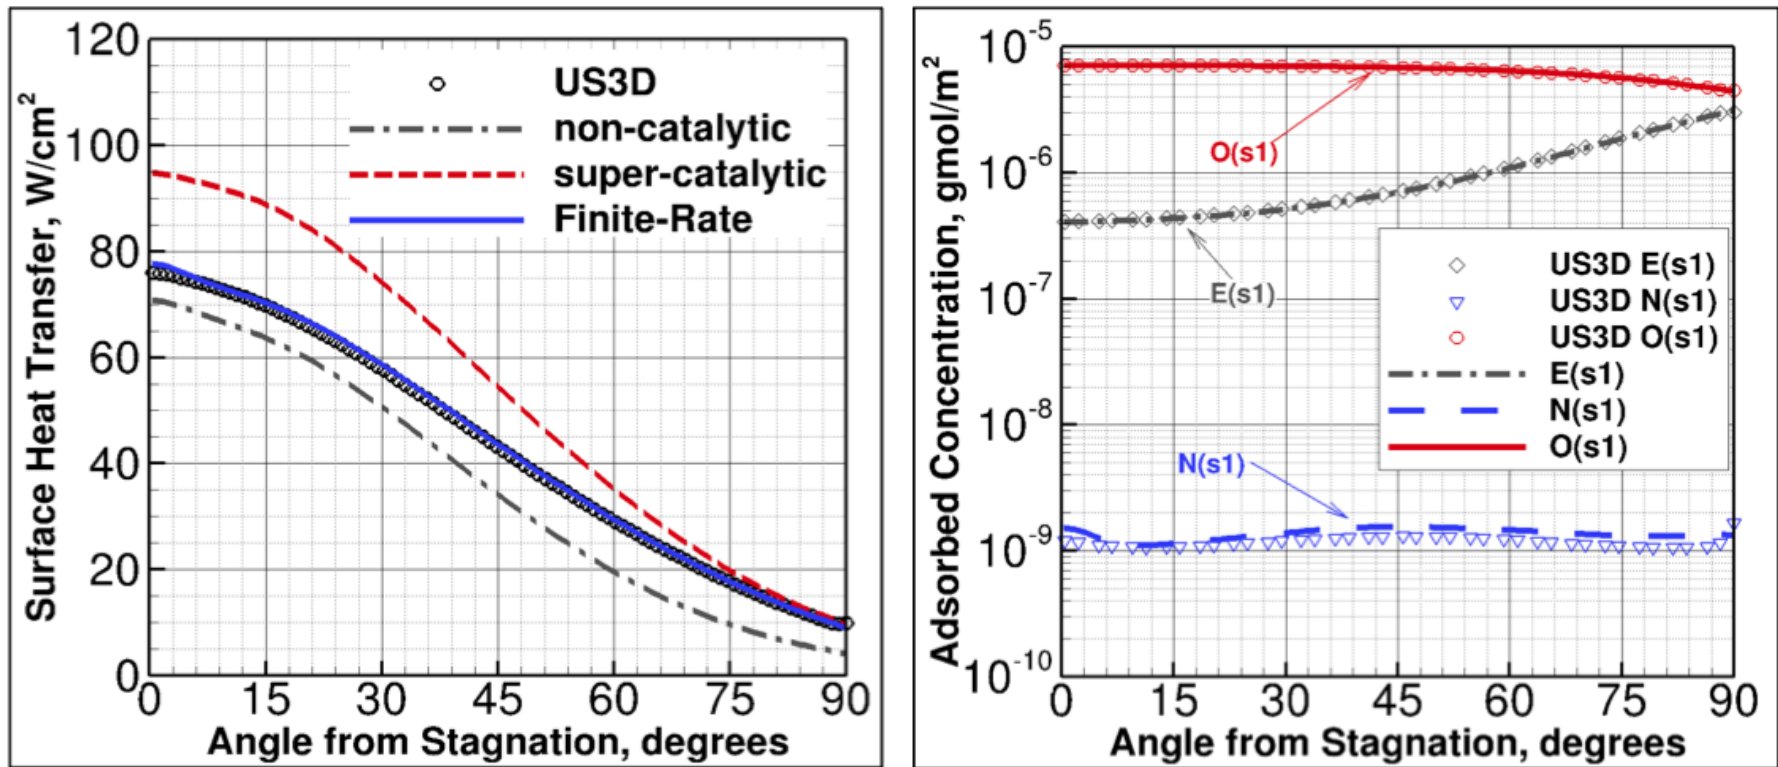 120
100
80
60
40
20
0
Surface Heat Transfer, W/cm²
US3D
non-catalytic
super-catalytic
Finite-Rate
0 15 30 45 60 75 90
Angle from Stagnation, degrees
10⁻⁵
10⁻⁶
10⁻⁷
10⁻⁸
10⁻⁹
10⁻¹⁰
Adsorbed Concentration, gmol/m²
O(s1)
E(s1)
N(s1)
US3D E(s1)
US3D N(s1)
US3D O(s1)
E(s1)
N(s1)
O(s1)
0 15 30 45 60 75 90
Angle from Stagnation, degrees